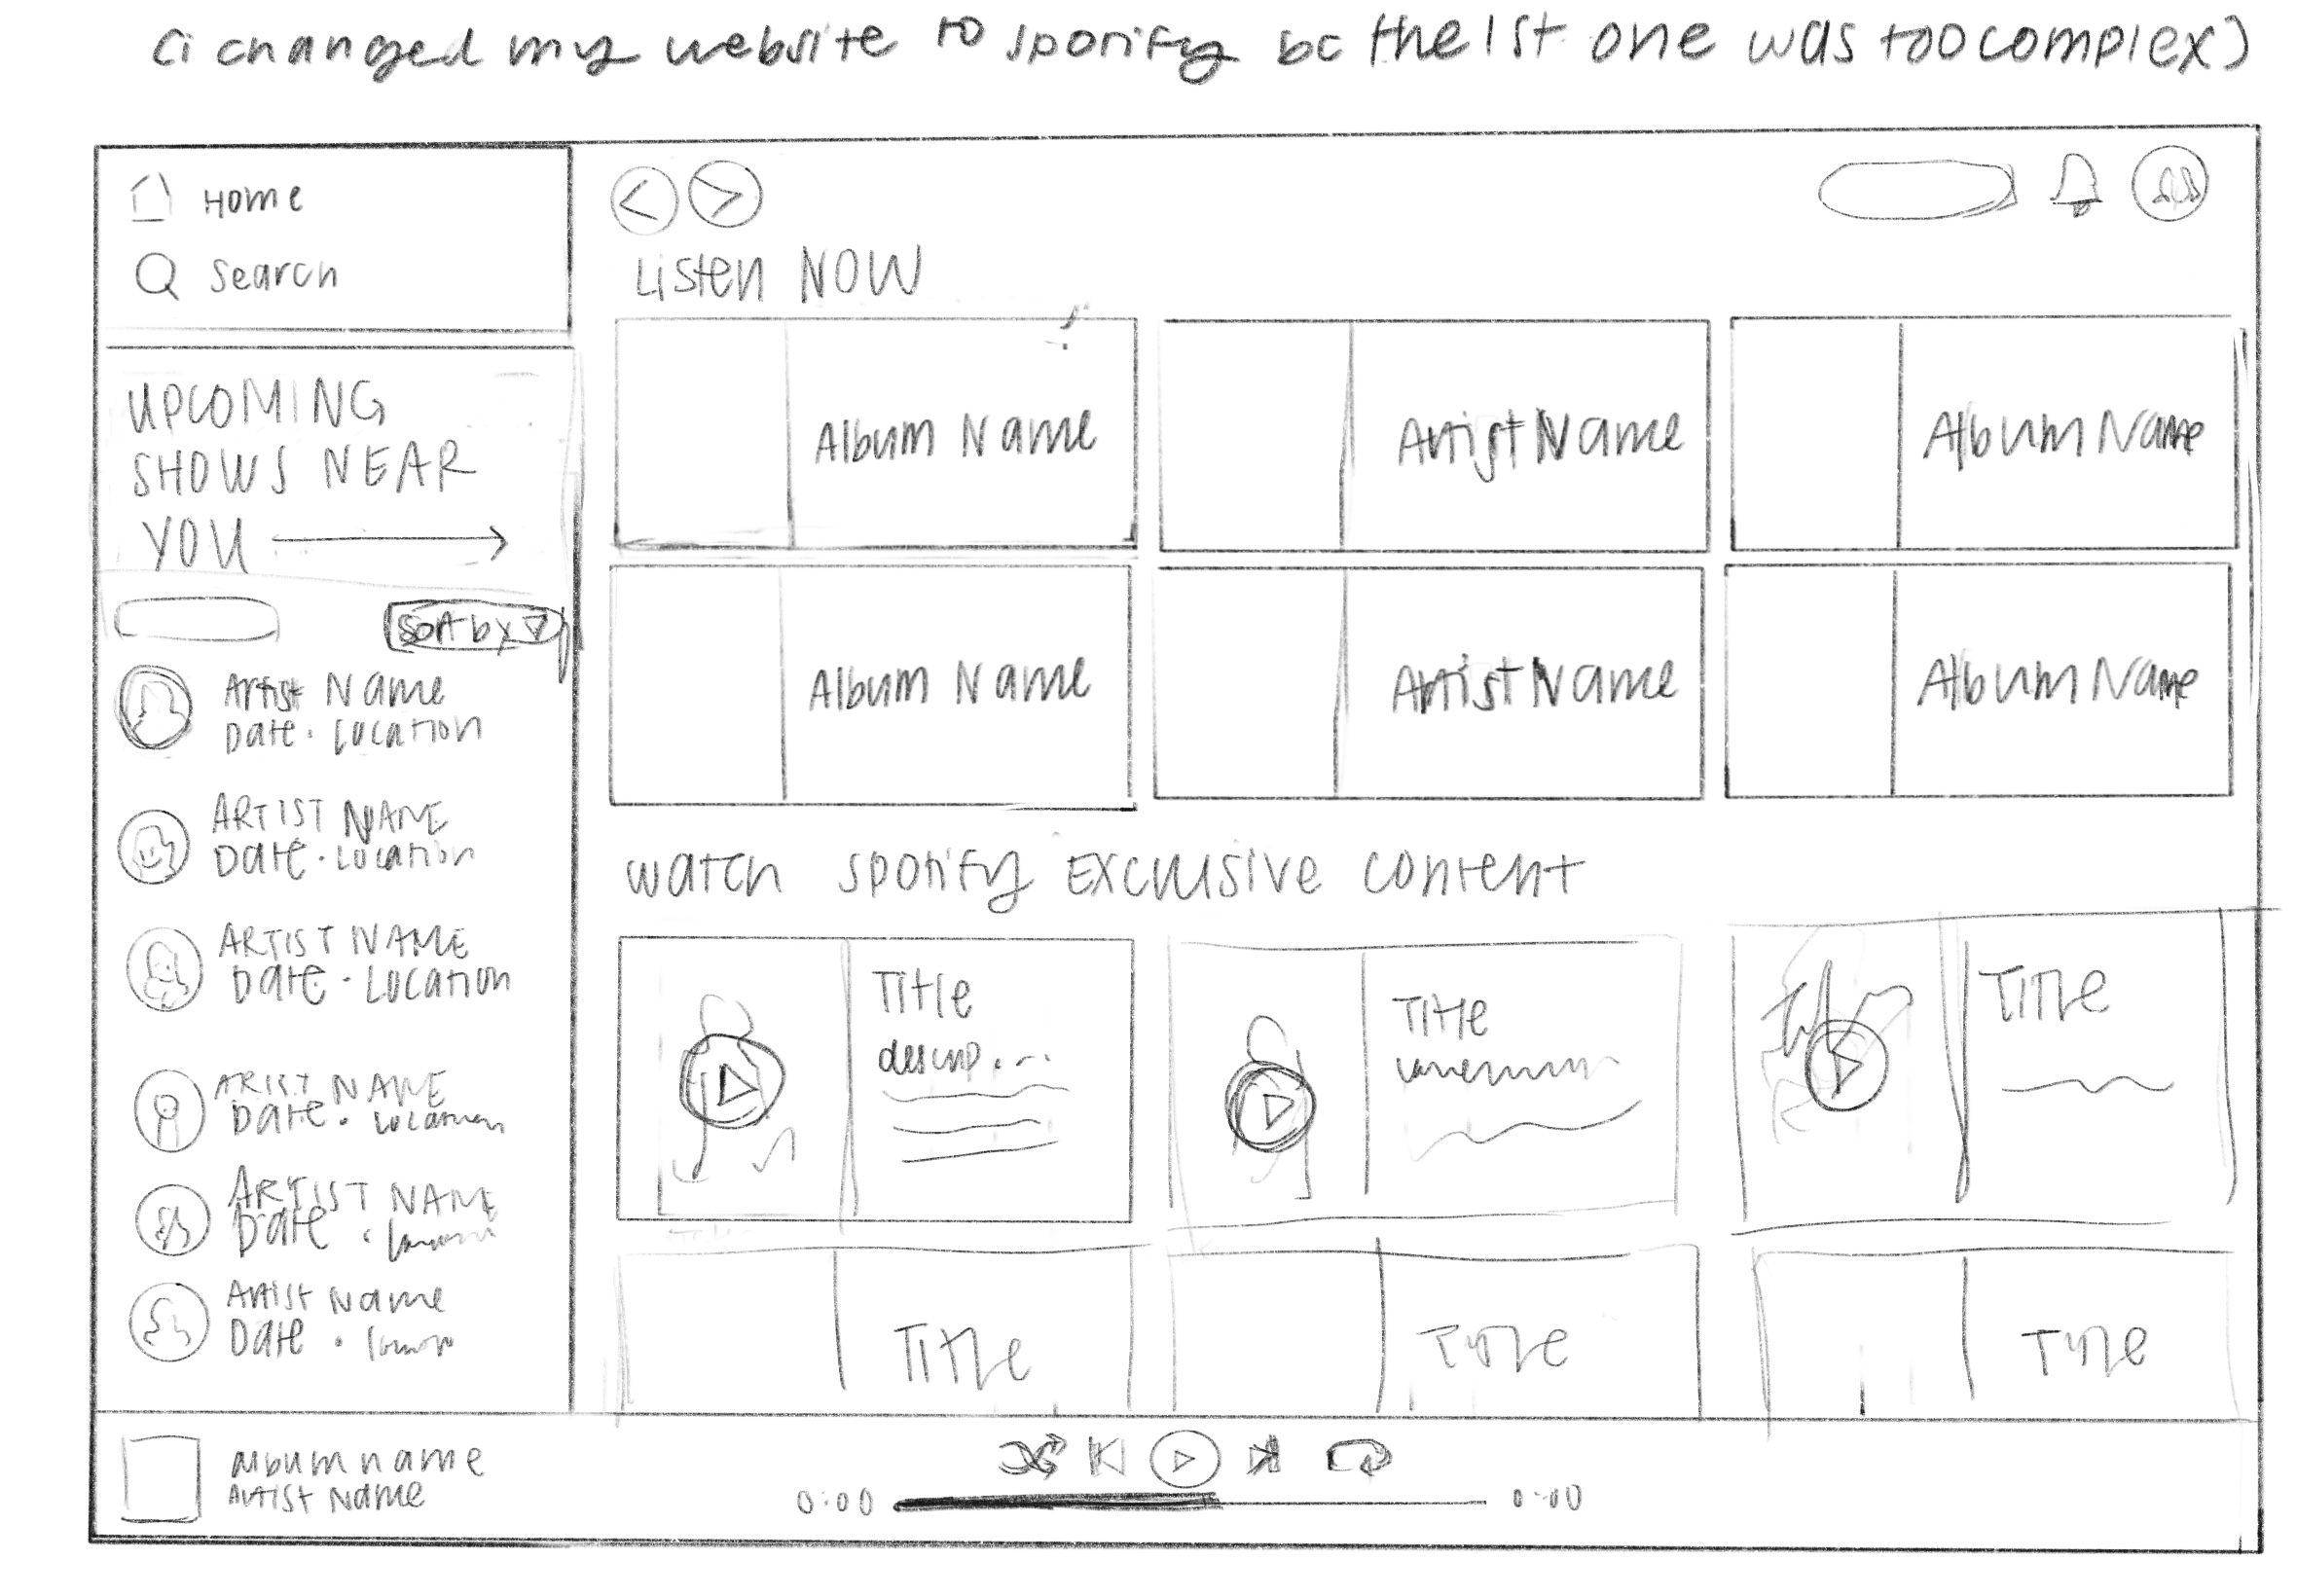 (i changed my website to spotify bc the 1st one was too complex)
Home
Search
UPCOMING
SHOWS NEAR
YOU
Sort by
Artist Name
Date · Location
ARTIST NAME
Date · Location
ARTIST NAME
Date · Location
ARIST NAME
Date · Location
ARTIST NAME
Date ·
Artist Name
Date ·
Listen NOW
Album Name
Artist Name
Album Name
Album Name
Artist Name
Album Name
watch spotify Exclusive content
Title
descrip...
Title
Title
Title
Title
Title
album name
Artist Name
0:00
0:00